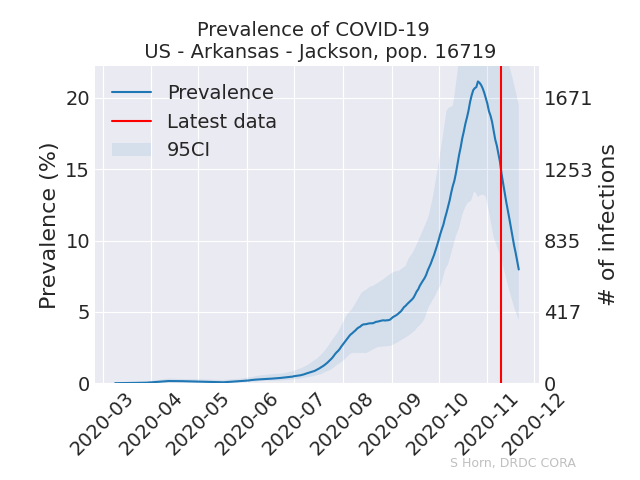 Prevalence of COVID-19
US - Arkansas - Jackson, pop. 16719
Prevalence
Latest data
95CI
Prevalence (%)
20
15
10
5
0
1671
1253
835
417
0
# of infections
2020-03
2020-04
2020-05
2020-06
2020-07
2020-08
2020-09
2020-10
2020-11
2020-12
S Horn, DRDC CORA